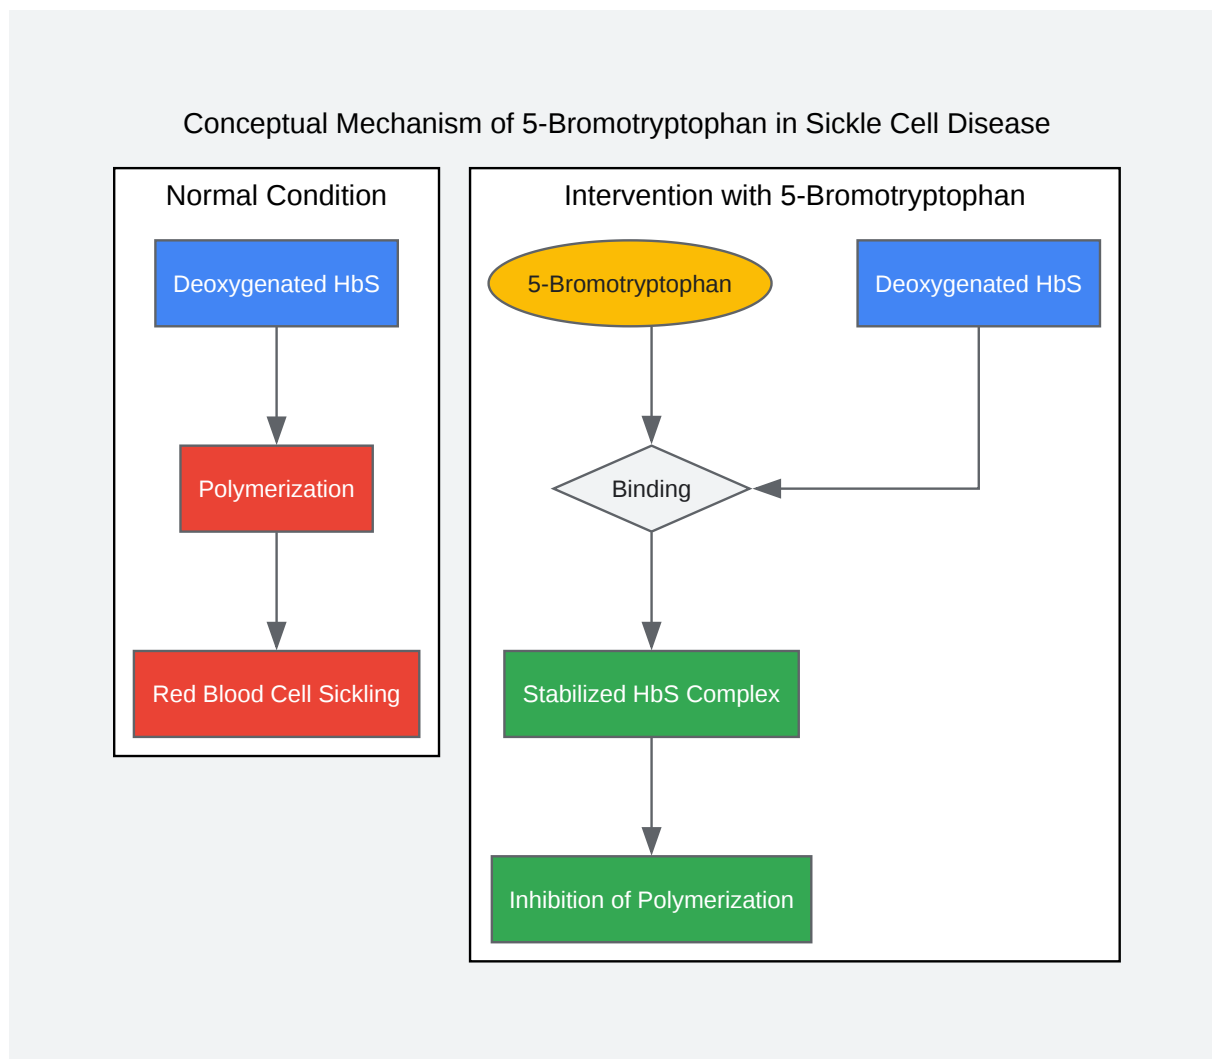 Conceptual Mechanism of 5-Bromotryptophan in Sickle Cell Disease
Normal Condition
Deoxygenated HbS
Polymerization
Red Blood Cell Sickling
Intervention with 5-Bromotryptophan
5-Bromotryptophan
Deoxygenated HbS
Binding
Stabilized HbS Complex
Inhibition of Polymerization